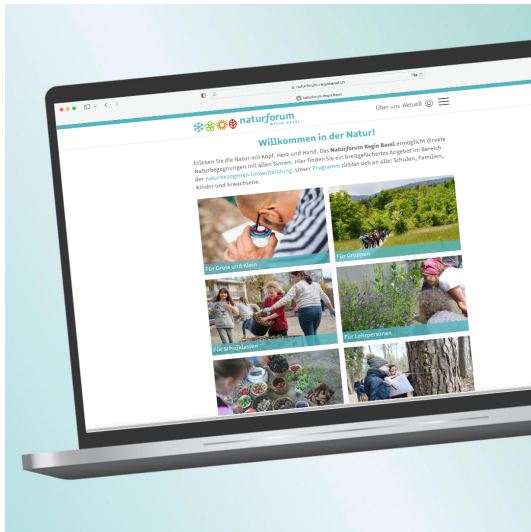 naturforum-regiobasel.ch
Naturforum Regio Basel
naturforum
REGIO BASEL
Über uns Aktuell
Willkommen in der Natur!
Erleben Sie die Natur mit Kopf, Herz und Hand. Das Naturforum Regio Basel ermöglicht direkte
Naturbegegnungen mit allen Sinnen. Hier finden Sie ein breitgefächertes Angebot im Bereich
der naturbezogenen Umweltbildung. Unser Programm richtet sich an alle: Schulen, Familien,
Kinder und Erwachsene.
Für Gross und Klein
Für Gruppen
Für Schulklassen
Für Lehrpersonen